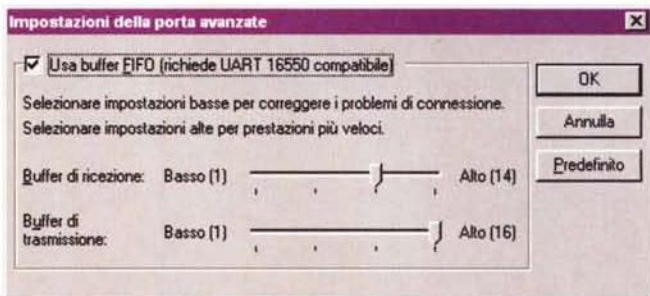 Impostazioni della porta avanzate
Usa buffer FIFO (richiede UART 16550 compatibile)
OK
Selezionare impostazioni basse per correggere i problemi di connessione.
Selezionare impostazioni alte per prestazioni più veloci.
Annulla
Predefinito
Buffer di ricezione: Basso (1) Alto (14)
Buffer di
trasmissione: Basso (1) Alto (16)